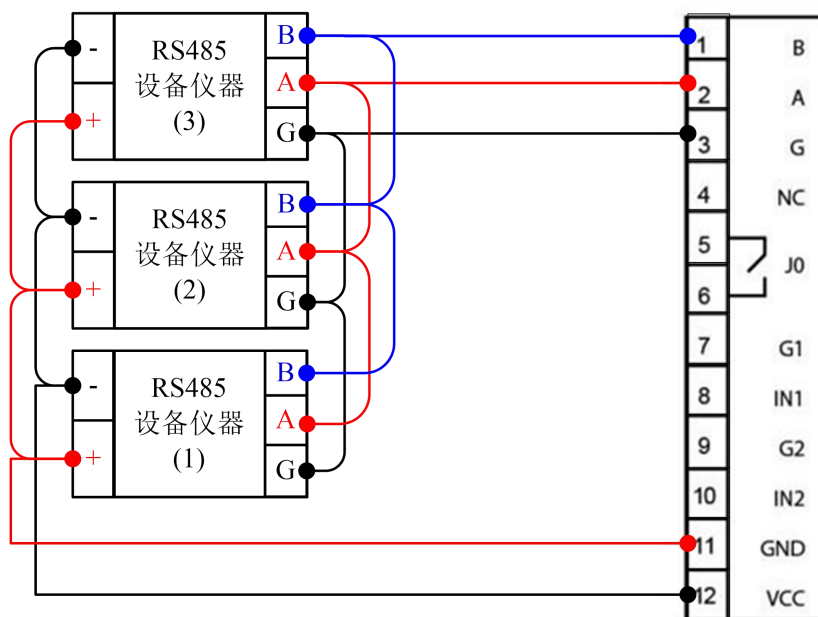 -
+
RS485
设备仪器
(3)
B
A
G
-
+
RS485
设备仪器
(2)
B
A
G
-
+
RS485
设备仪器
(1)
B
A
G
1 B
2 A
3 G
4 NC
5
J0
6
7 G1
8 IN1
9 G2
10 IN2
11 GND
12 VCC